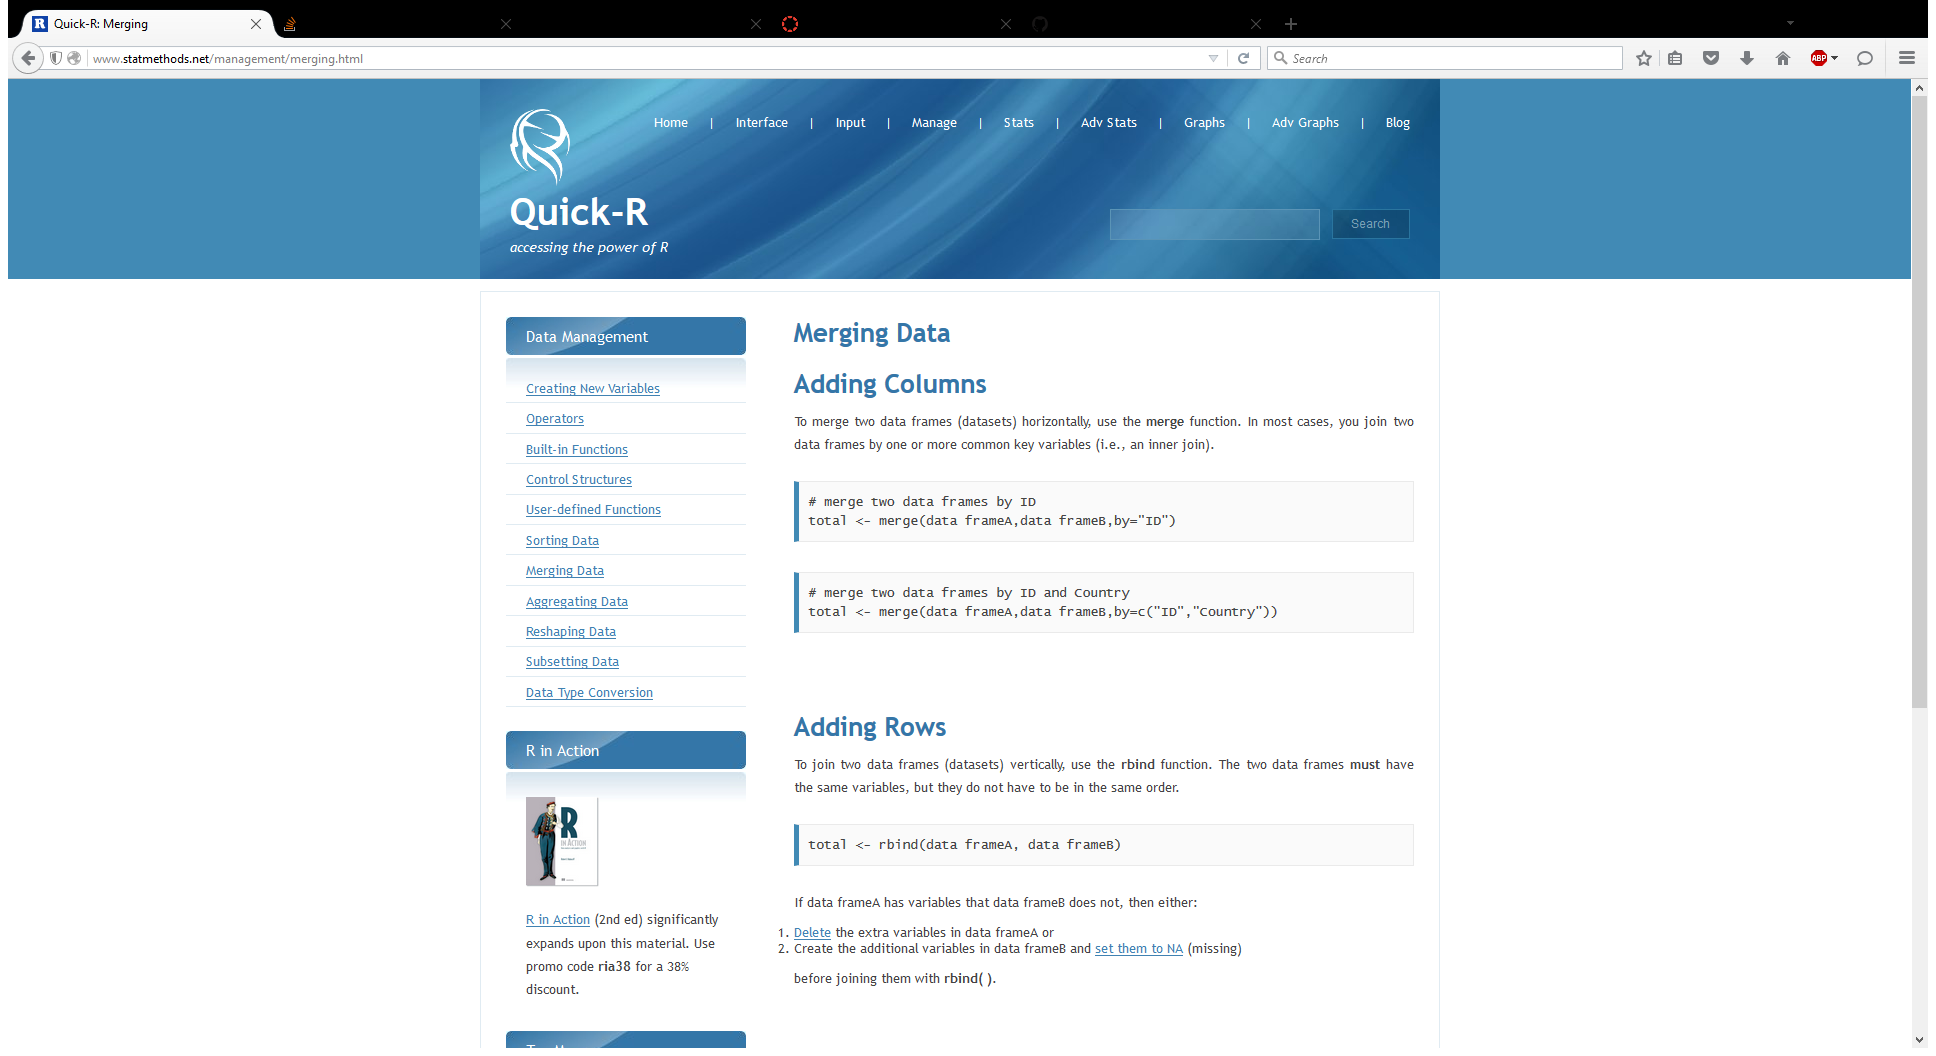 Quick-R: Merging
www.statmethods.net/management/merging.html
Search
ABP
Home | Interface | Input | Manage | Stats | Adv Stats | Graphs | Adv Graphs | Blog
Quick-R
accessing the power of R
Search
Data Management
Creating New Variables
Operators
Built-in Functions
Control Structures
User-defined Functions
Sorting Data
Merging Data
Aggregating Data
Reshaping Data
Subsetting Data
Data Type Conversion
R in Action
R
IN ACTION
R in Action (2nd ed) significantly
expands upon this material. Use
promo code ria38 for a 38%
discount.
Merging Data
Adding Columns
To merge two data frames (datasets) horizontally, use the merge function. In most cases, you join two
data frames by one or more common key variables (i.e., an inner join).
# merge two data frames by ID
total <- merge(data frameA,data frameB,by="ID")
# merge two data frames by ID and Country
total <- merge(data frameA,data frameB,by=c("ID","Country"))
Adding Rows
To join two data frames (datasets) vertically, use the rbind function. The two data frames must have
the same variables, but they do not have to be in the same order.
total <- rbind(data frameA, data frameB)
If data frameA has variables that data frameB does not, then either:
1. Delete the extra variables in data frameA or
2. Create the additional variables in data frameB and set them to NA (missing)
before joining them with rbind( ).